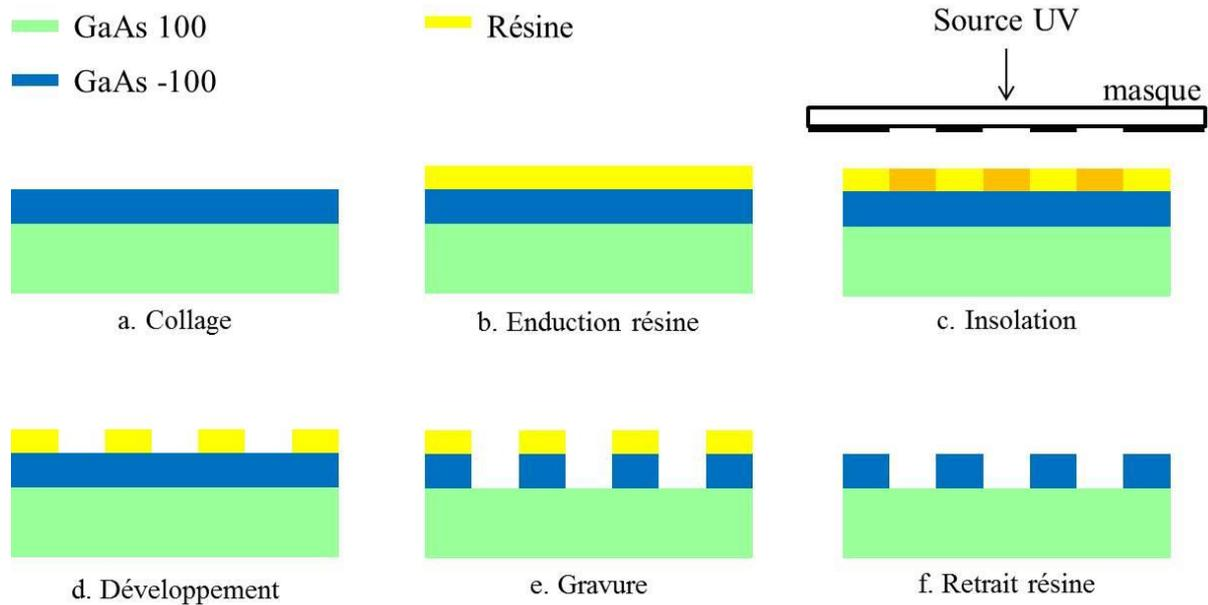 GaAs 100
GaAs -100
Résine
Source UV
masque
a. Collage
b. Enduction résine
c. Insolation
d. Développement
e. Gravure
f. Retrait résine